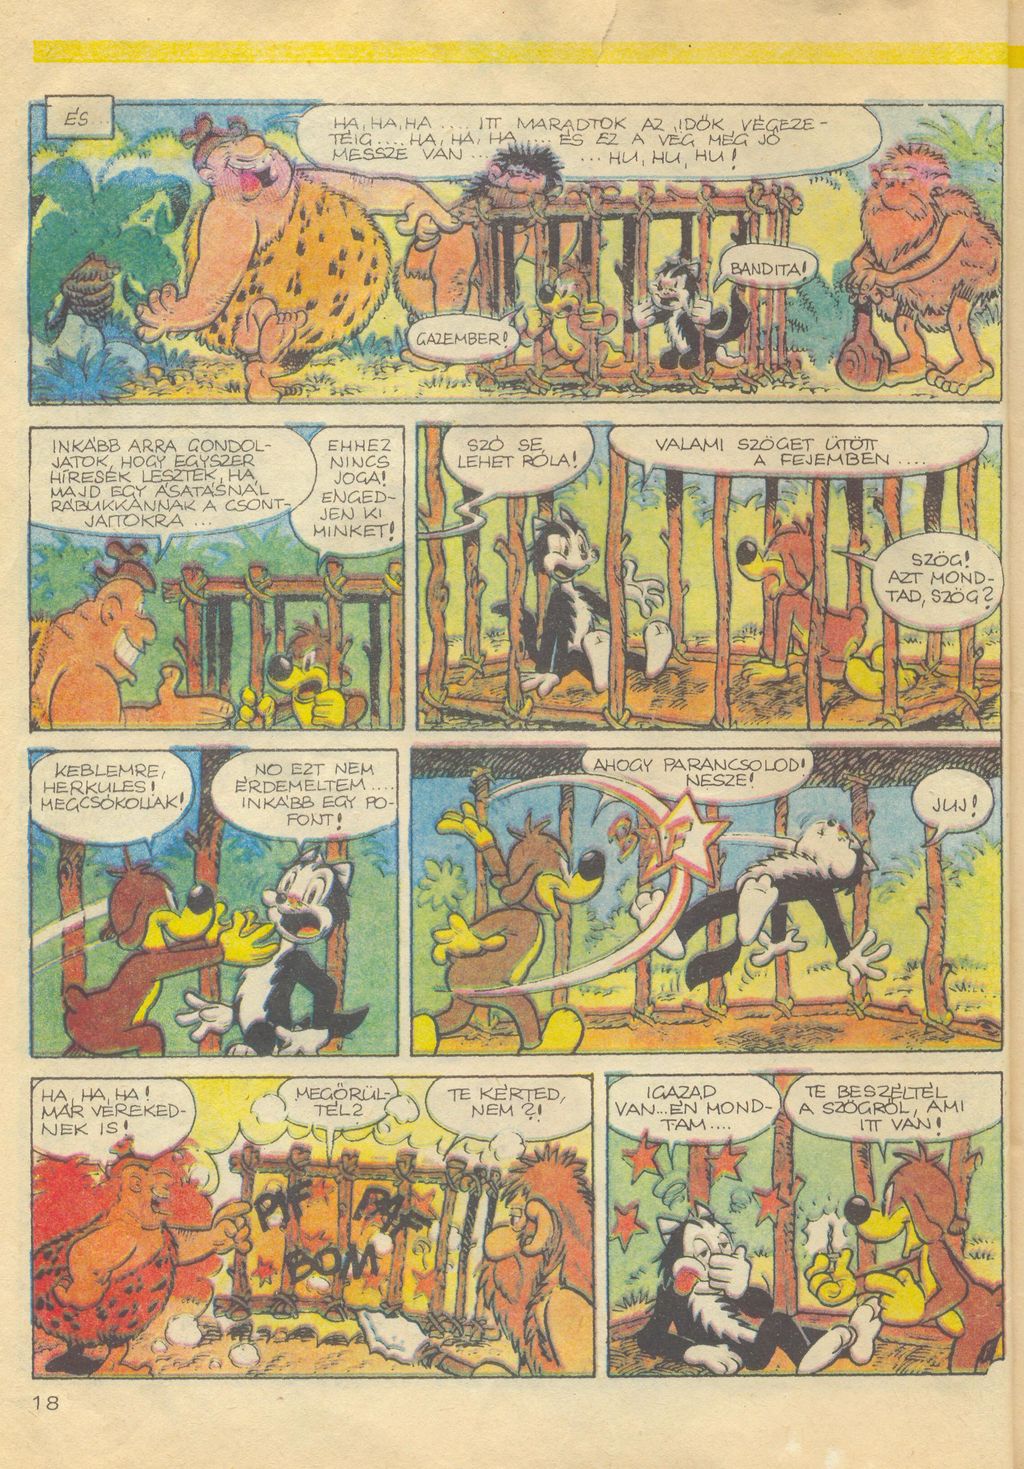 ÉS...
HA, HA, HA .... ITT MARADTOK AZ IDŐK VÉGEZE-
TÉIG.... HA, HA, HA .... ÉS EZ A VÉG MÉG JÓ
MESSZE VAN ... ... HU, HU, HU!
GAZEMBER!
BANDITA!
INKÁBB ARRA GONDOL-
JATOK, HOGY EGYSZER
HÍRESEK LESZTEK, HA
MAJD EGY ÁSATÁSNÁL
RÁBUKKANNAK A CSONT-
JAITOKRA ...
EHHEZ
NINCS
JOGA!
ENGED-
JEN KI
MINKET!
SZÓ SE
LEHET RÓLA!
VALAMI SZÖGET ÜTÖTT
A FEJEMBEN ....
SZÖG!
AZT MOND-
TAD, SZÖG?
KEBLEMRE,
HERKULES!
MEGCSÓKOLLAK!
NO EZT NEM
ÉRDEMELTEM ....
INKÁBB EGY PO-
FONT!
AHOGY PARANCSOLOD!
NESZE!
PAF
JUJ!
HA, HA, HA!
MÁR VEREKED-
NEK IS!
MEGŐRÜL-
TÉL?
TE KÉRTED,
NEM?!
PIF
PAF
BOM
IGAZAD
VAN...ÉN MOND-
TAM....
TE BESZÉLTÉL
A SZÖGRŐL, AMI
ITT VAN!
18